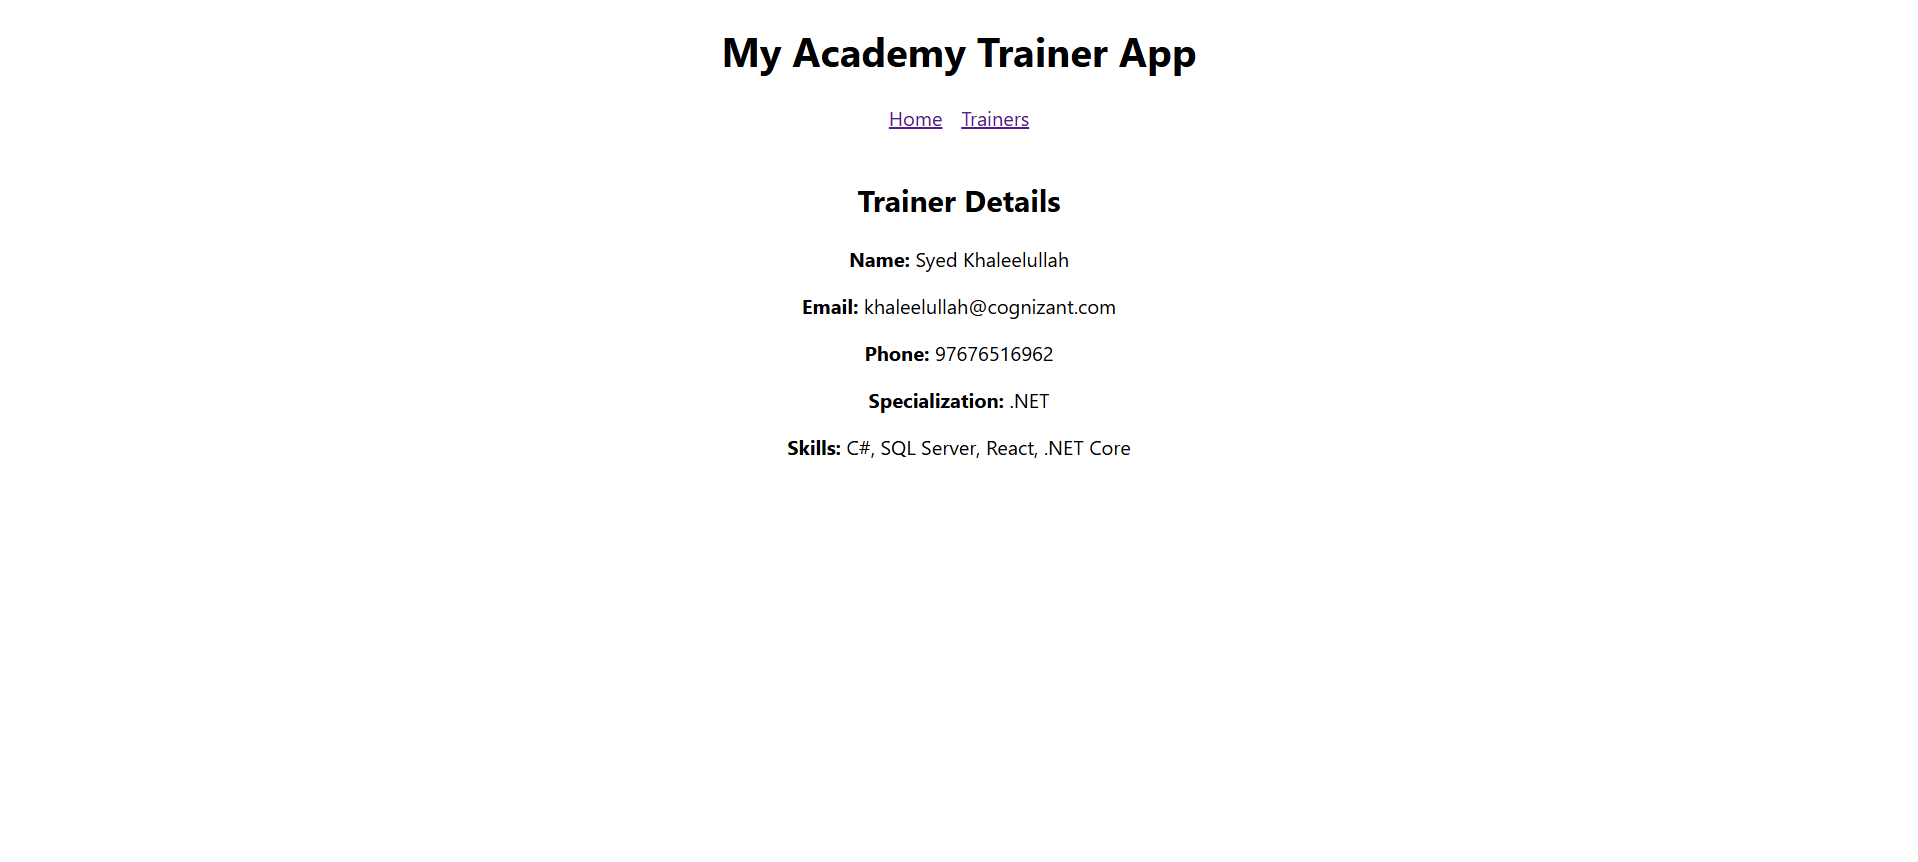 My Academy Trainer App
Home Trainers
Trainer Details
Name: Syed Khaleelullah
Email: khaleelullah@cognizant.com
Phone: 97676516962
Specialization: .NET
Skills: C#, SQL Server, React, .NET Core